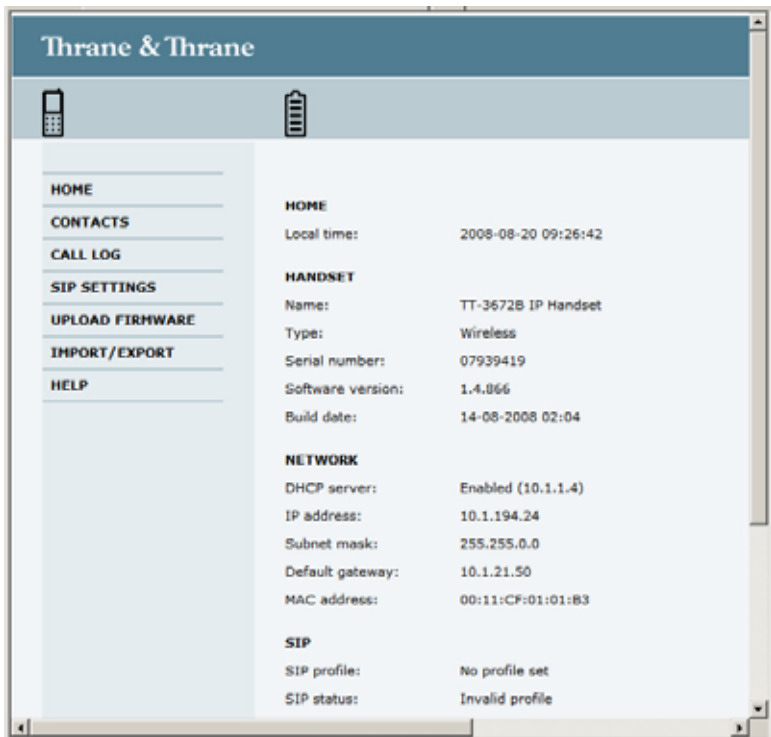 Thrane & Thrane
HOME
CONTACTS
CALL LOG
SIP SETTINGS
UPLOAD FIRMWARE
IMPORT/EXPORT
HELP
HOME
Local time: 2008-08-20 09:26:42
HANDSET
Name: TT-3672B IP Handset
Type: Wireless
Serial number: 07939419
Software version: 1.4.866
Build date: 14-08-2008 02:04
NETWORK
DHCP server: Enabled (10.1.1.4)
IP address: 10.1.194.24
Subnet mask: 255.255.0.0
Default gateway: 10.1.21.50
MAC address: 00:11:CF:01:01:B3
SIP
SIP profile: No profile set
SIP status: Invalid profile